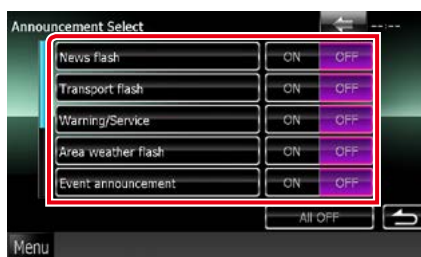 Announcement Select --:--
News flash ON OFF
Transport flash ON OFF
Warning/Service ON OFF
Area weather flash ON OFF
Event announcement ON OFF
All OFF
Menu